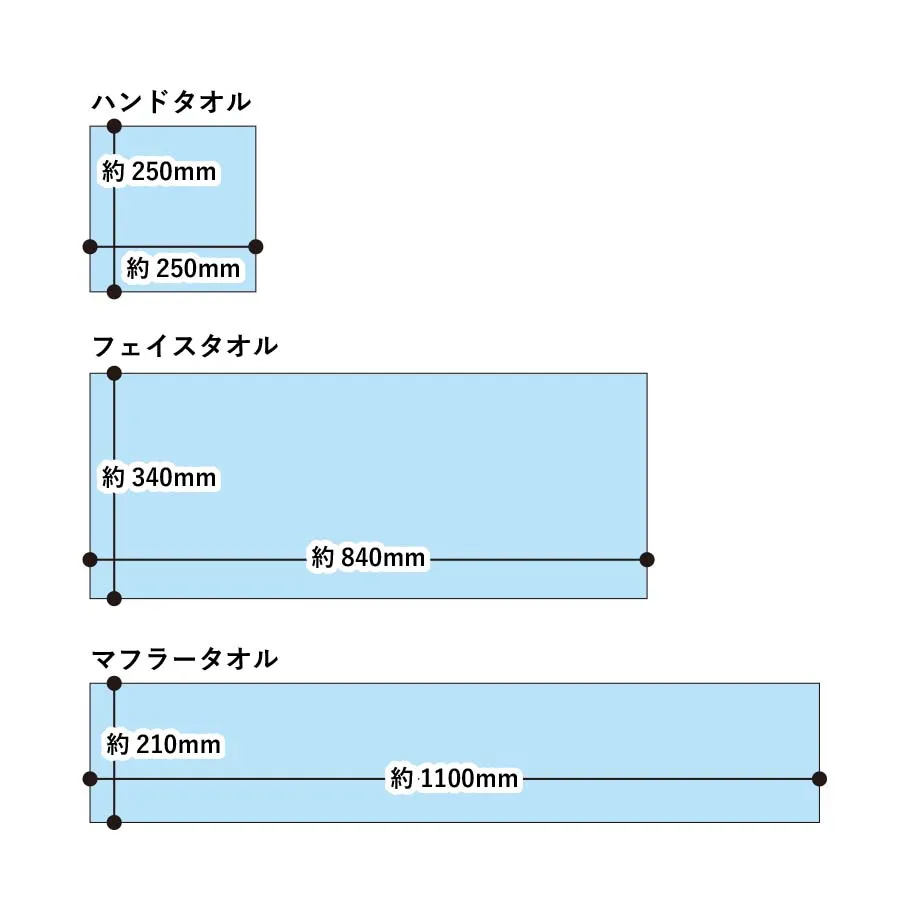 ハンドタオル
約 250mm
約 250mm
フェイスタオル
約 340mm
約 840mm
マフラータオル
約 210mm
約 1100mm